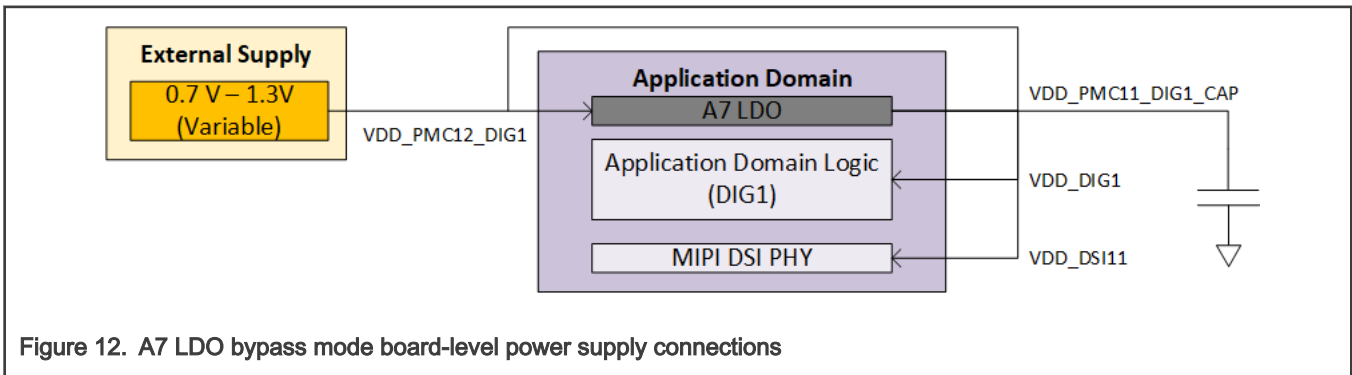 External Supply
0.7 V – 1.3V
(Variable)
VDD_PMC12_DIG1
Application Domain
A7 LDO
VDD_PMC11_DIG1_CAP
Application Domain Logic
(DIG1)
VDD_DIG1
MIPI DSI PHY
VDD_DSI11
Figure 12. A7 LDO bypass mode board-level power supply connections